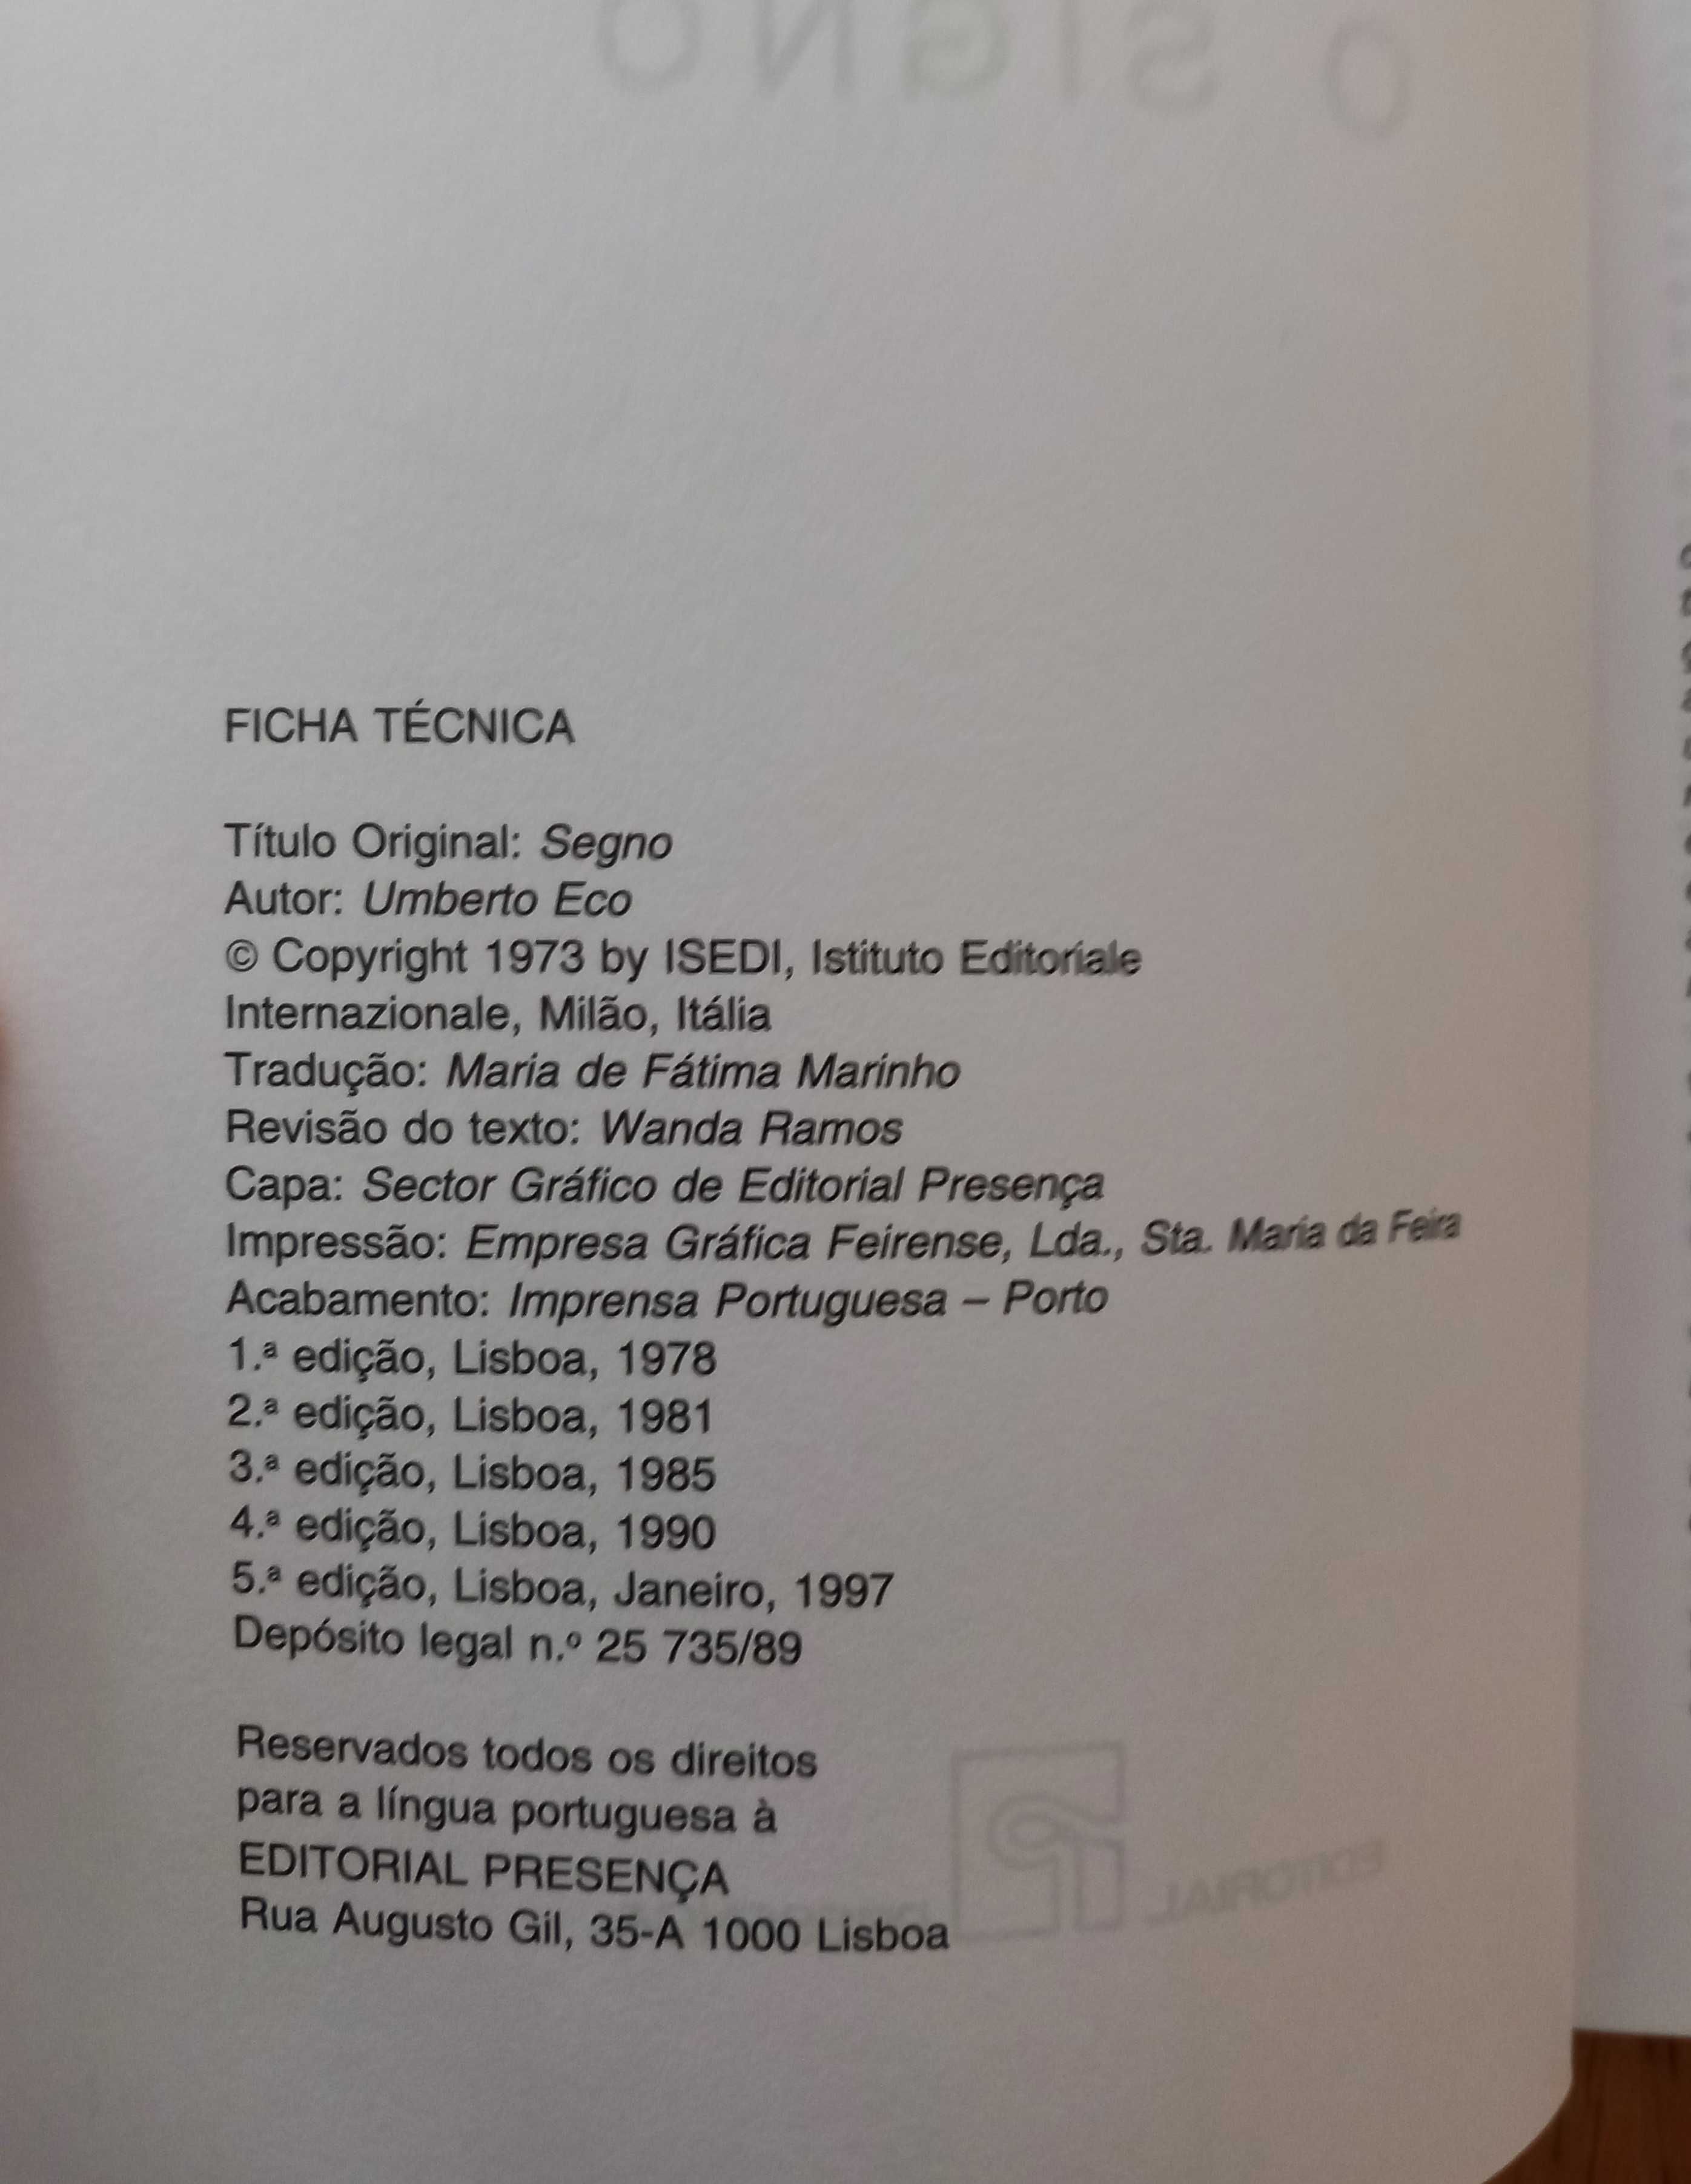 O SIGNO
FICHA TÉCNICA
Título Original: Segno
Autor: Umberto Eco
© Copyright 1973 by ISEDI, Istituto Editoriale
Internazionale, Milão, Itália
Tradução: Maria de Fátima Marinho
Revisão do texto: Wanda Ramos
Capa: Sector Gráfico de Editorial Presença
Impressão: Empresa Gráfica Feirense, Lda., Sta. Maria da Feira
Acabamento: Imprensa Portuguesa – Porto
1.ª edição, Lisboa, 1978
2.ª edição, Lisboa, 1981
3.ª edição, Lisboa, 1985
4.ª edição, Lisboa, 1990
5.ª edição, Lisboa, Janeiro, 1997
Depósito legal n.º 25 735/89
Reservados todos os direitos
para a língua portuguesa à
EDITORIAL PRESENÇA
Rua Augusto Gil, 35-A 1000 Lisboa
EDITORIAL